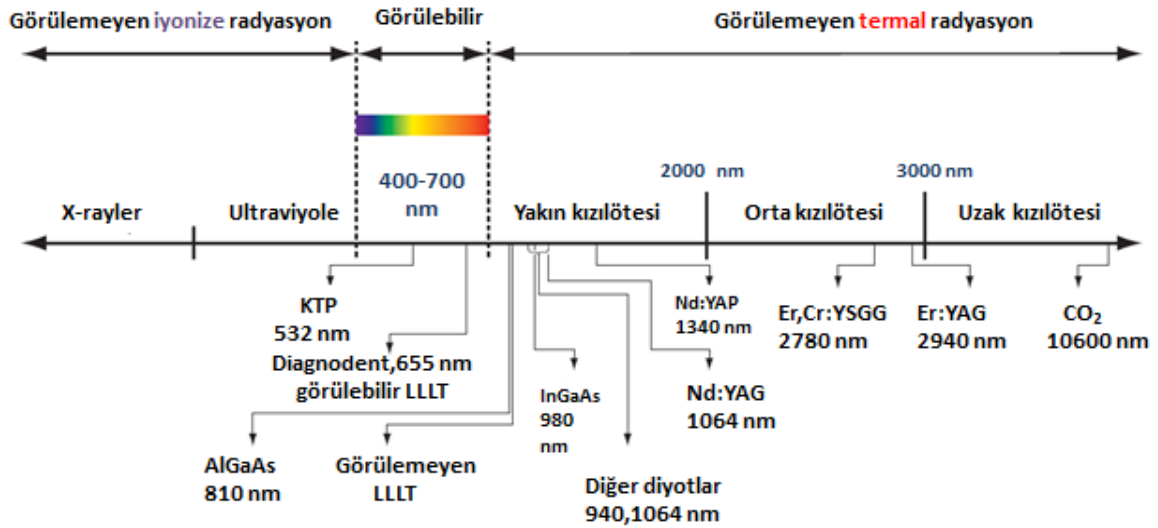 Görülemeyen iyonize radyasyon
Görülebilir
Görülemeyen termal radyasyon
400-700
nm
2000 nm
3000 nm
X-rayler
Ultraviyole
Yakın kızılötesi
Orta kızılötesi
Uzak kızılötesi
KTP
532 nm
Diagnodent,655 nm
görülebilir LLLT
AlGaAs
810 nm
Görülemeyen
LLLT
InGaAs
980
nm
Diğer diyotlar
940,1064 nm
Nd:YAG
1064 nm
Nd:YAP
1340 nm
Er,Cr:YSGG
2780 nm
Er:YAG
2940 nm
CO₂
10600 nm